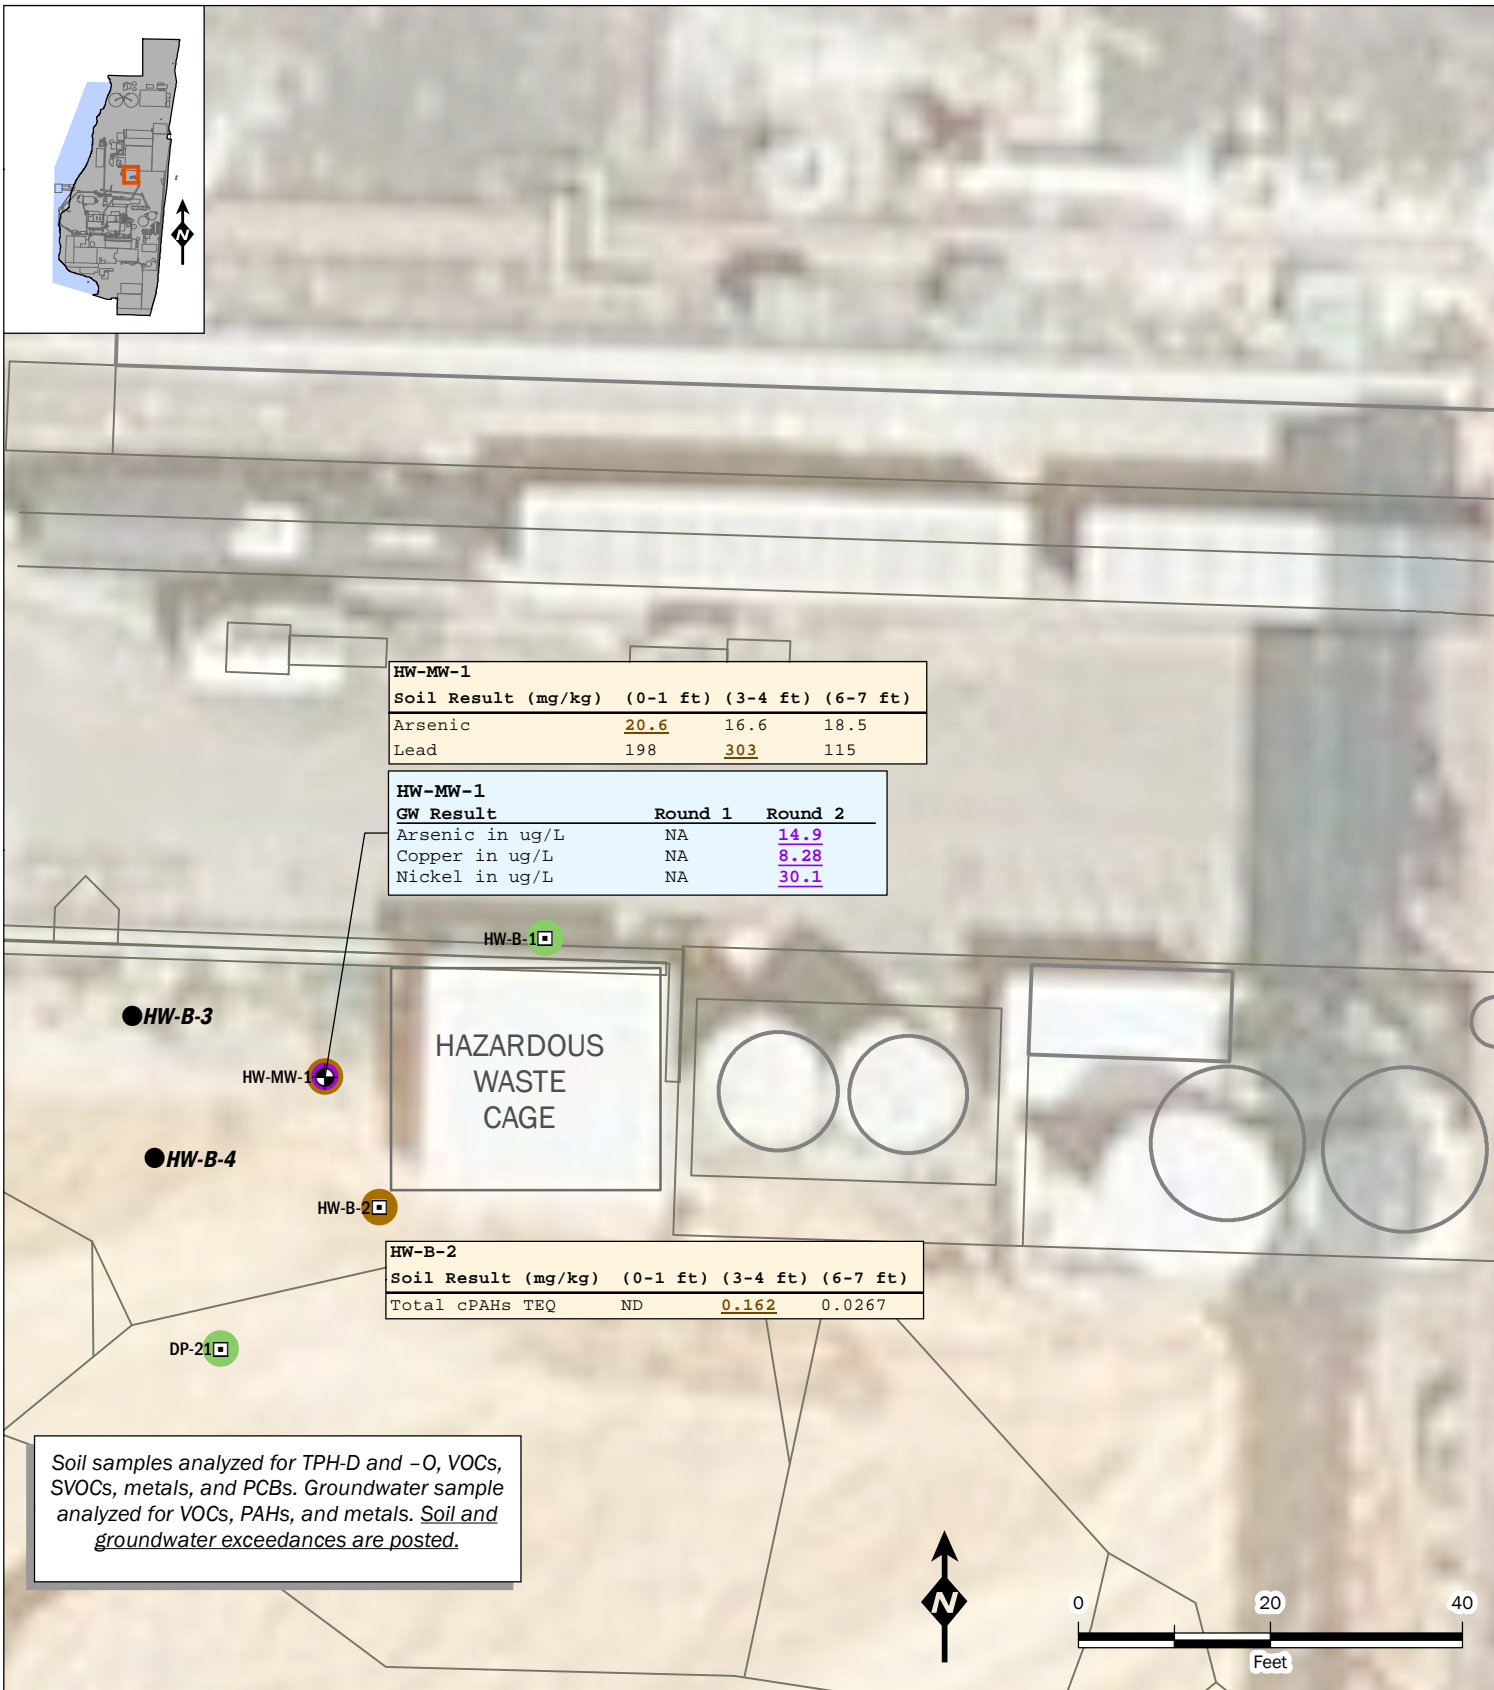 N
HW-MW-1
Soil Result (mg/kg) (0-1 ft) (3-4 ft) (6-7 ft)
Arsenic 20.6 16.6 18.5
Lead 198 303 115
HW-MW-1
GW Result Round 1 Round 2
Arsenic in ug/L NA 14.9
Copper in ug/L NA 8.28
Nickel in ug/L NA 30.1
HW-B-1
HW-B-3
HW-MW-1
HAZARDOUS
WASTE
CAGE
HW-B-4
HW-B-2
HW-B-2
Soil Result (mg/kg) (0-1 ft) (3-4 ft) (6-7 ft)
Total cPAHs TEQ ND 0.162 0.0267
DP-21
Soil samples analyzed for TPH-D and –O, VOCs,
SVOCs, metals, and PCBs. Groundwater sample
analyzed for VOCs, PAHs, and metals. Soil and
groundwater exceedances are posted.
N
0 20 40
Feet